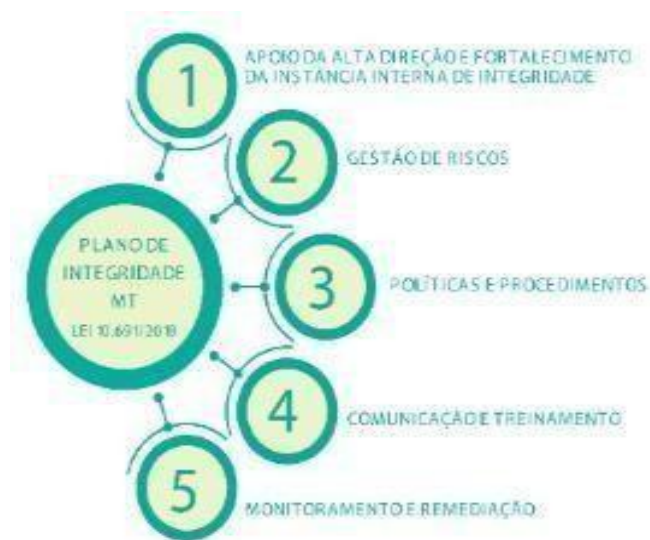 1
APOIO DA ALTA DIREÇÃO E FORTALECIMENTO
DA INSTÂNCIA INTERNA DE INTEGRIDADE
2
GESTÃO DE RISCOS
PLANO DE
INTEGRIDADE
MT
LEI 10.691/2018
3
POLÍTICAS E PROCEDIMENTOS
4
COMUNICAÇÃO E TREINAMENTO
5
MONITORAMENTO E REMEDIAÇÃO